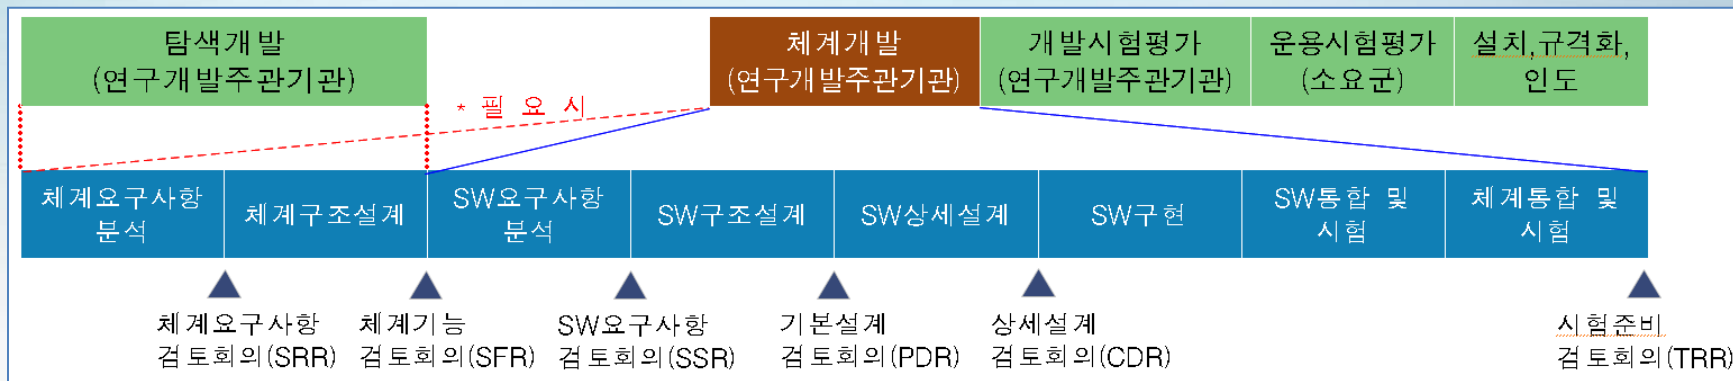 탐색개발
(연구개발주관기관)
체계개발
(연구개발주관기관)
개발시험평가
(연구개발주관기관)
운용시험평가
(소요군)
설치,규격화,
인도
* 필 요 시
체계요구사항
분석
체계구조설계
SW요구사항
분석
SW구조설계
SW상세설계
SW구현
SW통합 및
시험
체계통합 및
시험
체계요구사항
검토회의(SRR)
체계기능
검토회의(SFR)
SW요구사항
검토회의(SSR)
기본설계
검토회의(PDR)
상세설계
검토회의(CDR)
시험준비
검토회의(TRR)